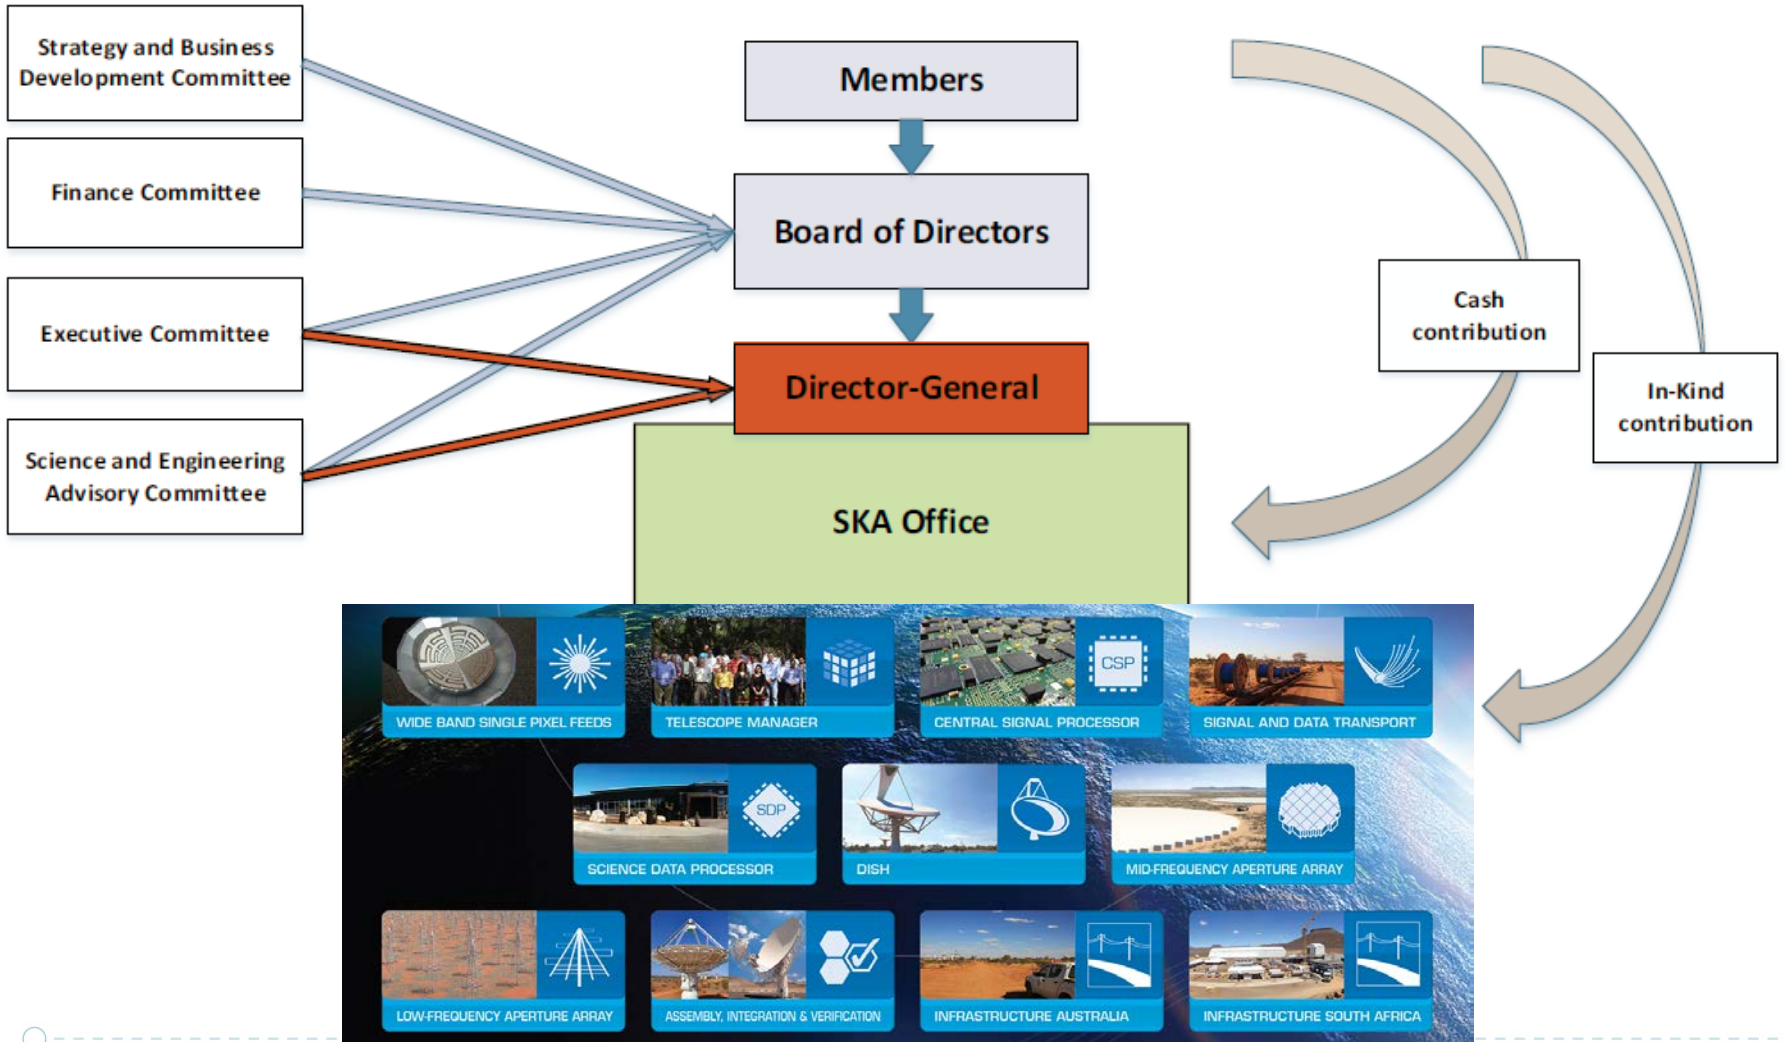 Strategy and Business
Development Committee
Members
Finance Committee
Board of Directors
Cash
contribution
Executive Committee
Director-General
In-Kind
contribution
Science and Engineering
Advisory Committee
SKA Office
WIDE BAND SINGLE PIXEL FEEDS
TELESCOPE MANAGER
CSP
CENTRAL SIGNAL PROCESSOR
SIGNAL AND DATA TRANSPORT
SDP
SCIENCE DATA PROCESSOR
DISH
MID-FREQUENCY APERTURE ARRAY
LOW-FREQUENCY APERTURE ARRAY
ASSEMBLY, INTEGRATION & VERIFICATION
INFRASTRUCTURE AUSTRALIA
INFRASTRUCTURE SOUTH AFRICA